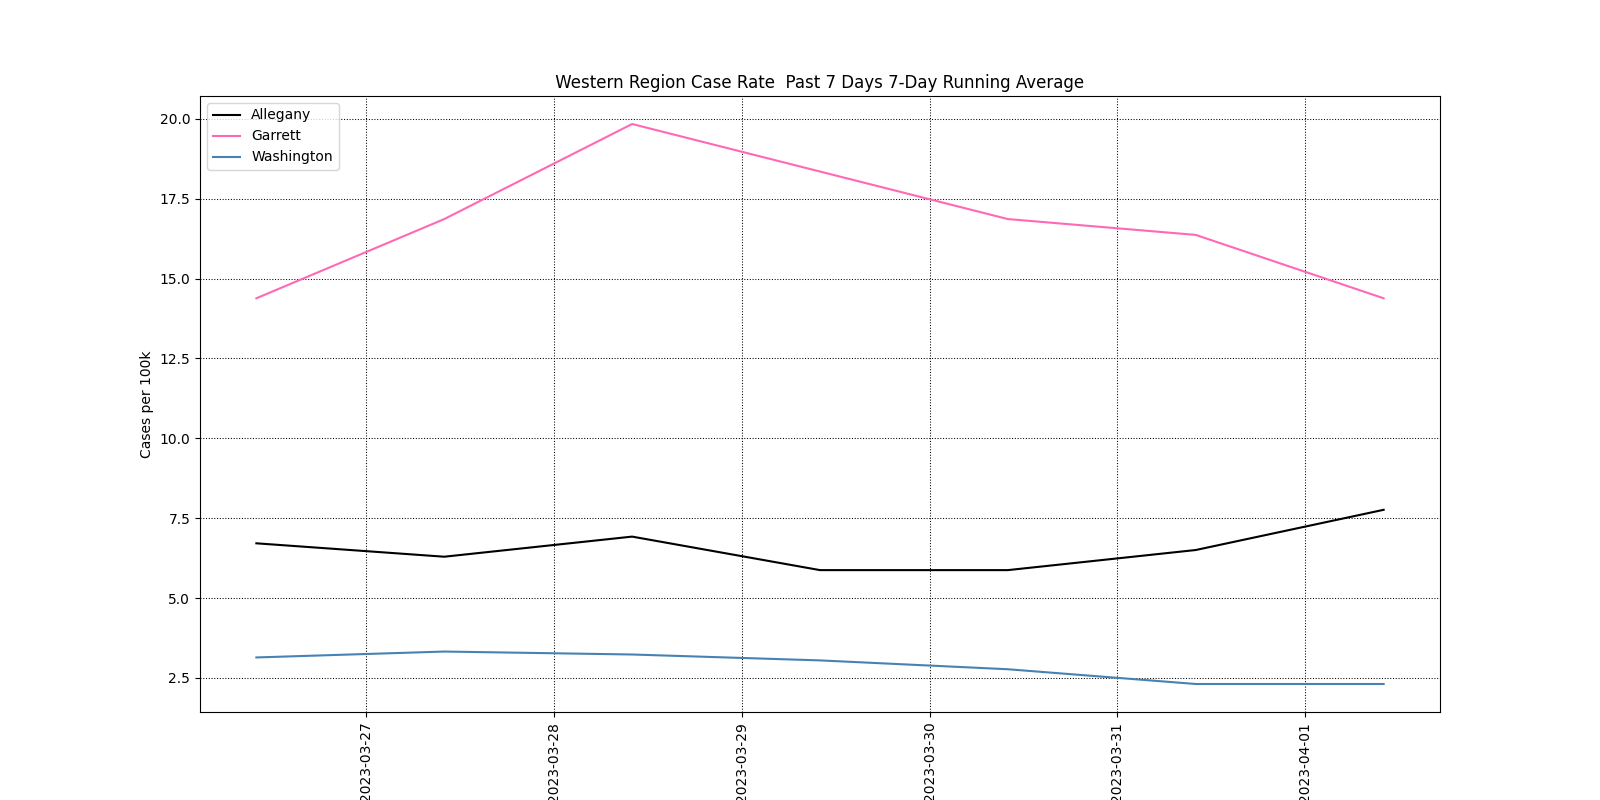 Western Region Case Rate  Past 7 Days 7-Day Running Average
Allegany
Garrett
Washington
Cases per 100k
20.0
17.5
15.0
12.5
10.0
7.5
5.0
2.5
2023-03-27
2023-03-28
2023-03-29
2023-03-30
2023-03-31
2023-04-01